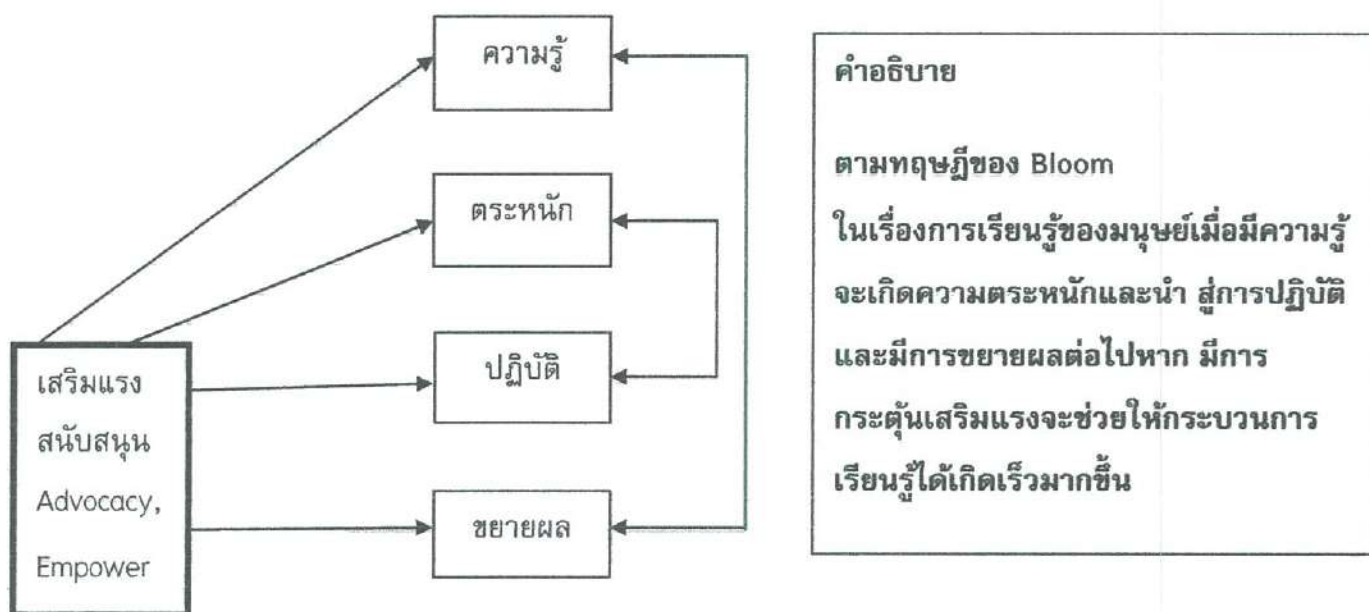 ความรู้
ตระหนัก
ปฏิบัติ
ขยายผล
เสริมแรง
สนับสนุน
Advocacy,
Empower
คำอธิบาย
ตามทฤษฎีของ Bloom
ในเรื่องการเรียนรู้ของมนุษย์เมื่อมีความรู้
จะเกิดความตระหนักและนำ สู่การปฏิบัติ
และมีการขยายผลต่อไปหาก มีการ
กระตุ้นเสริมแรงจะช่วยให้กระบวนการ
เรียนรู้ได้เกิดเร็วมากขึ้น